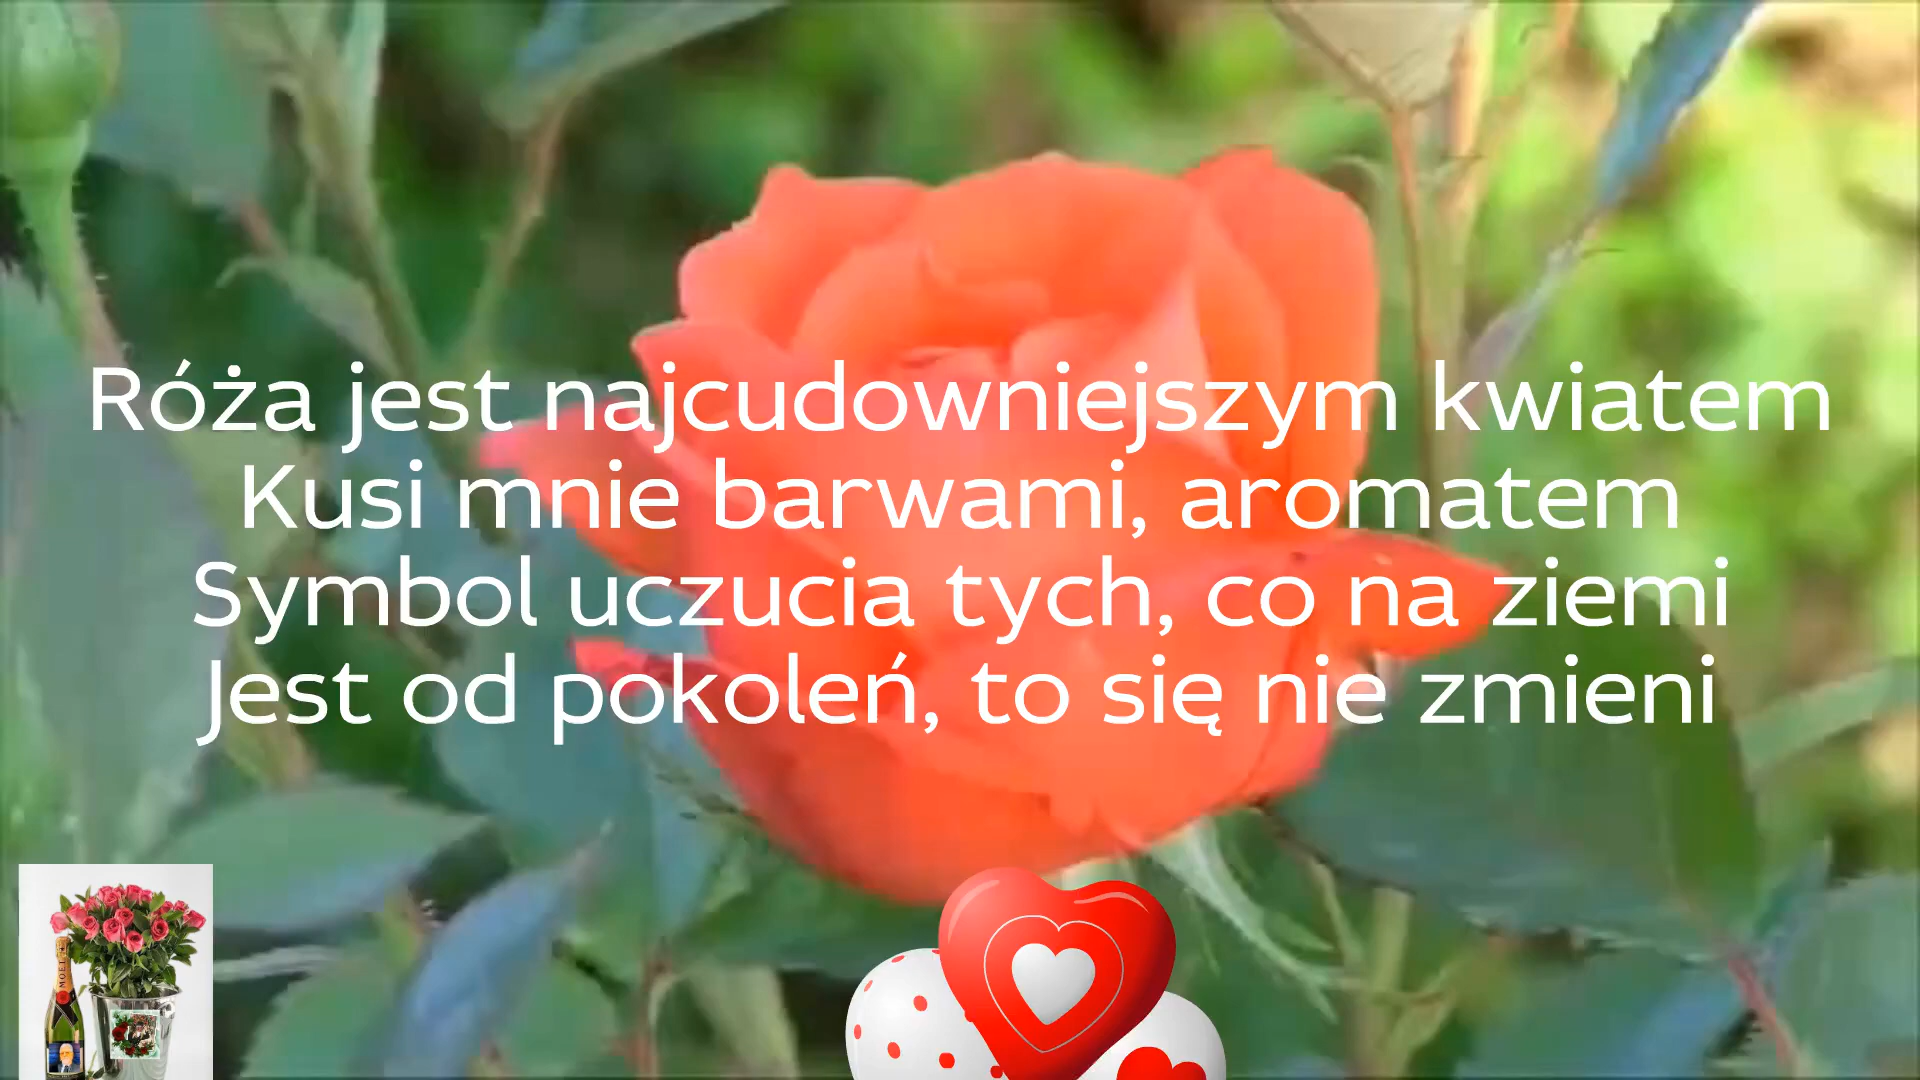 Róża jest najcudowniejszym kwiatem
Kusi mnie barwami, aromatem
Symbol uczucia tych, co na ziemi
Jest od pokoleń, to się nie zmieni
MOËT